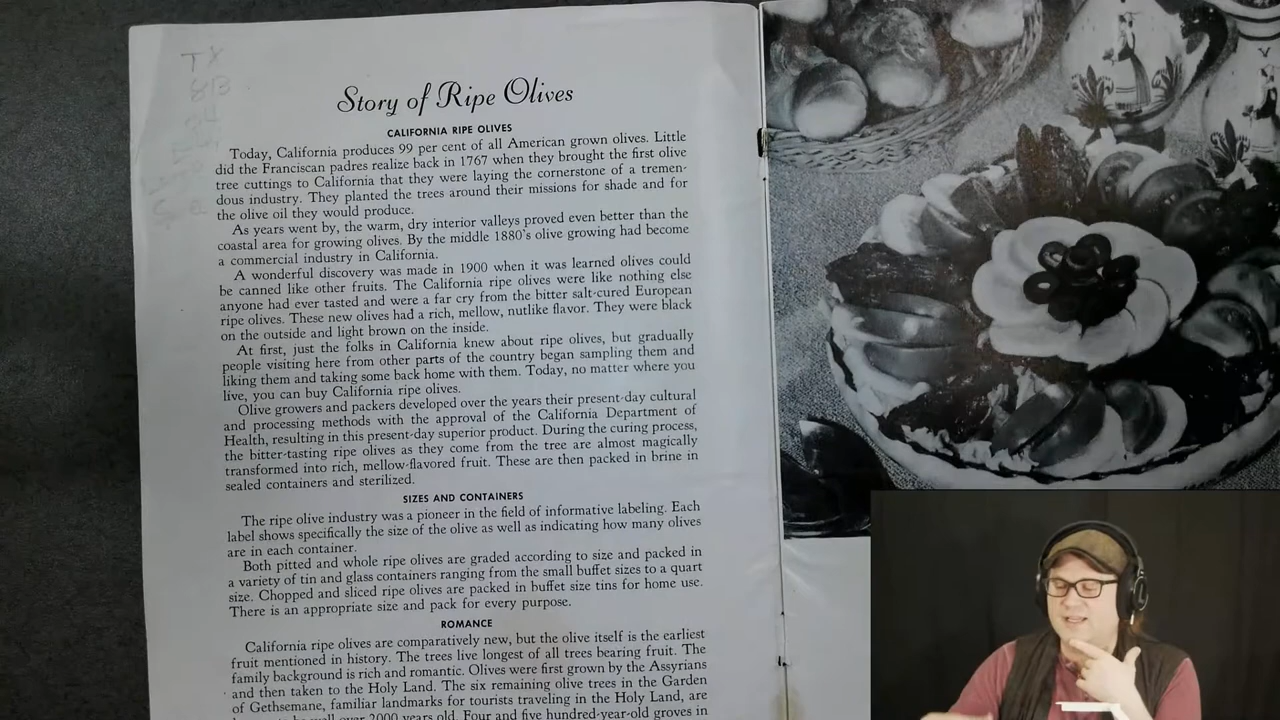 Story of Ripe Olives
CALIFORNIA RIPE OLIVES
Today, California produces 99 per cent of all American grown olives. Little
did the Franciscan padres realize back in 1767 when they brought the first olive
tree cuttings to California that they were laying the cornerstone of a tremen-
dous industry. They planted the trees around their missions for shade and for
the olive oil they would produce.
As years went by, the warm, dry interior valleys proved even better than the
coastal area for growing olives. By the middle 1880's olive growing had become
a commercial industry in California.
A wonderful discovery was made in 1900 when it was learned olives could
be canned like other fruits. The California ripe olives were like nothing else
anyone had ever tasted and were a far cry from the bitter salt-cured European
ripe olives. These new olives had a rich, mellow, nutlike flavor. They were black
on the outside and light brown on the inside.
At first, just the folks in California knew about ripe olives, but gradually
people visiting here from other parts of the country began sampling them and
liking them and taking some back home with them. Today, no matter where you
live, you can buy California ripe olives.
Olive growers and packers developed over the years their present-day cultural
and processing methods with the approval of the California Department of
Health, resulting in this present-day superior product. During the curing process,
the bitter-tasting ripe olives as they come from the tree are almost magically
transformed into rich, mellow-flavored fruit. These are then packed in brine in
sealed containers and sterilized.
SIZES AND CONTAINERS
The ripe olive industry was a pioneer in the field of informative labeling. Each
label shows specifically the size of the olive as well as indicating how many olives
are in each container.
Both pitted and whole ripe olives are graded according to size and packed in
a variety of tin and glass containers ranging from the small buffet sizes to a quart
size. Chopped and sliced ripe olives are packed in buffet size tins for home use.
There is an appropriate size and pack for every purpose.
ROMANCE
California ripe olives are comparatively new, but the olive itself is the earliest
fruit mentioned in history. The trees live longest of all trees bearing fruit. The
family background is rich and romantic. Olives were first grown by the Assyrians
and then taken to the Holy Land. The six remaining olive trees in the Garden
of Gethsemane, familiar landmarks for tourists traveling in the Holy Land, are
well over 2000 years old. Four and five hundred-year-old groves in